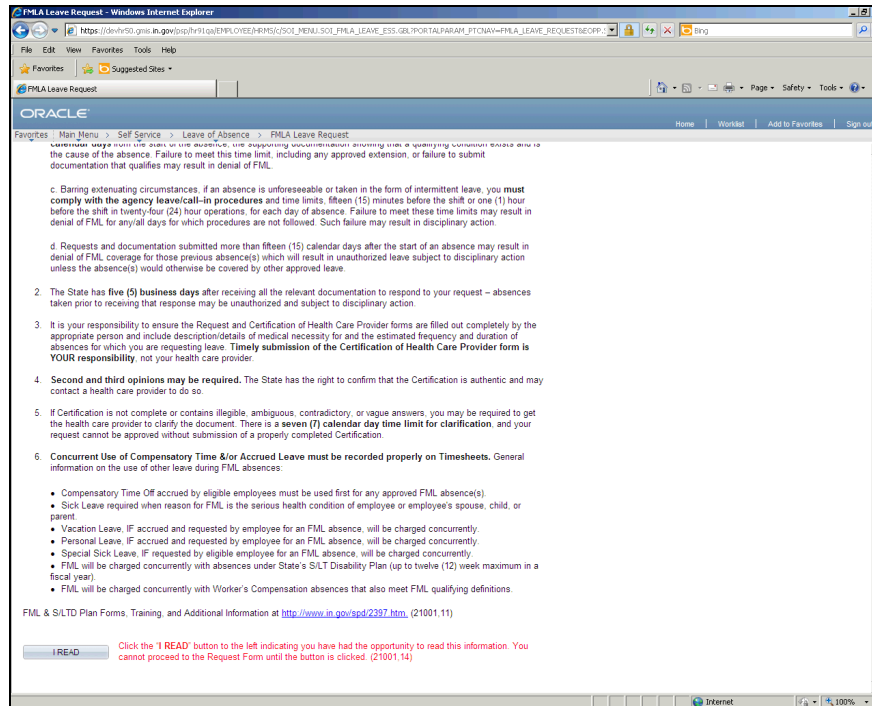 FMLA Leave Request - Windows Internet Explorer
https://devhr50.gmis.in.gov/psp/hr91qa/EMPLOYEE/HRMS/c/SOI_MENU.SOI_FMLA_LEAVE_ESS.GBL?PORTALPARAM_PTCNAV=FMLA_LEAVE_REQUEST&EOPP.
Bing
File Edit View Favorites Tools Help
Favorites Suggested Sites
FMLA Leave Request
Page Safety Tools
ORACLE
Home | Worklist | Add to Favorites | Sign out
Favorites | Main Menu > Self Service > Leave of Absence > FMLA Leave Request
calendar days from the start of the absence, the supporting documentation showing that a qualifying condition exists and is
the cause of the absence. Failure to meet this time limit, including any approved extension, or failure to submit
documentation that qualifies may result in denial of FML.
c. Barring extenuating circumstances, if an absence is unforeseeable or taken in the form of intermittent leave, you must
comply with the agency leave/call–in procedures and time limits, fifteen (15) minutes before the shift or one (1) hour
before the shift in twenty-four (24) hour operations, for each day of absence. Failure to meet these time limits may result in
denial of FML for any/all days for which procedures are not followed. Such failure may result in disciplinary action.
d. Requests and documentation submitted more than fifteen (15) calendar days after the start of an absence may result in
denial of FML coverage for those previous absence(s) which will result in unauthorized leave subject to disciplinary action
unless the absence(s) would otherwise be covered by other approved leave.
2. The State has five (5) business days after receiving all the relevant documentation to respond to your request – absences
taken prior to receiving that response may be unauthorized and subject to disciplinary action.
3. It is your responsibility to ensure the Request and Certification of Health Care Provider forms are filled out completely by the
appropriate person and include description/details of medical necessity for and the estimated frequency and duration of
absences for which you are requesting leave. Timely submission of the Certification of Health Care Provider form is
YOUR responsibility, not your health care provider.
4. Second and third opinions may be required. The State has the right to confirm that the Certification is authentic and may
contact a health care provider to do so.
5. If Certification is not complete or contains illegible, ambiguous, contradictory, or vague answers, you may be required to get
the health care provider to clarify the document. There is a seven (7) calendar day time limit for clarification, and your
request cannot be approved without submission of a properly completed Certification.
6. Concurrent Use of Compensatory Time &/or Accrued Leave must be recorded properly on Timesheets. General
information on the use of other leave during FML absences:
• Compensatory Time Off accrued by eligible employees must be used first for any approved FML absence(s).
• Sick Leave required when reason for FML is the serious health condition of employee or employee's spouse, child, or
parent.
• Vacation Leave, IF accrued and requested by employee for an FML absence, will be charged concurrently.
• Personal Leave, IF accrued and requested by employee for an FML absence, will be charged concurrently.
• Special Sick Leave, IF requested by eligible employee for an FML absence, will be charged concurrently.
• FML will be charged concurrently with absences under State's S/LT Disability Plan (up to twelve (12) week maximum in a
fiscal year).
• FML will be charged concurrently with Worker's Compensation absences that also meet FML qualifying definitions.
FML & S/LTD Plan Forms, Training, and Additional Information at http://www.in.gov/spd/2397.htm. (21001,11)
I READ
Click the "I READ" button to the left indicating you have had the opportunity to read this information. You
cannot proceed to the Request Form until the button is clicked. (21001,14)
Internet
100%